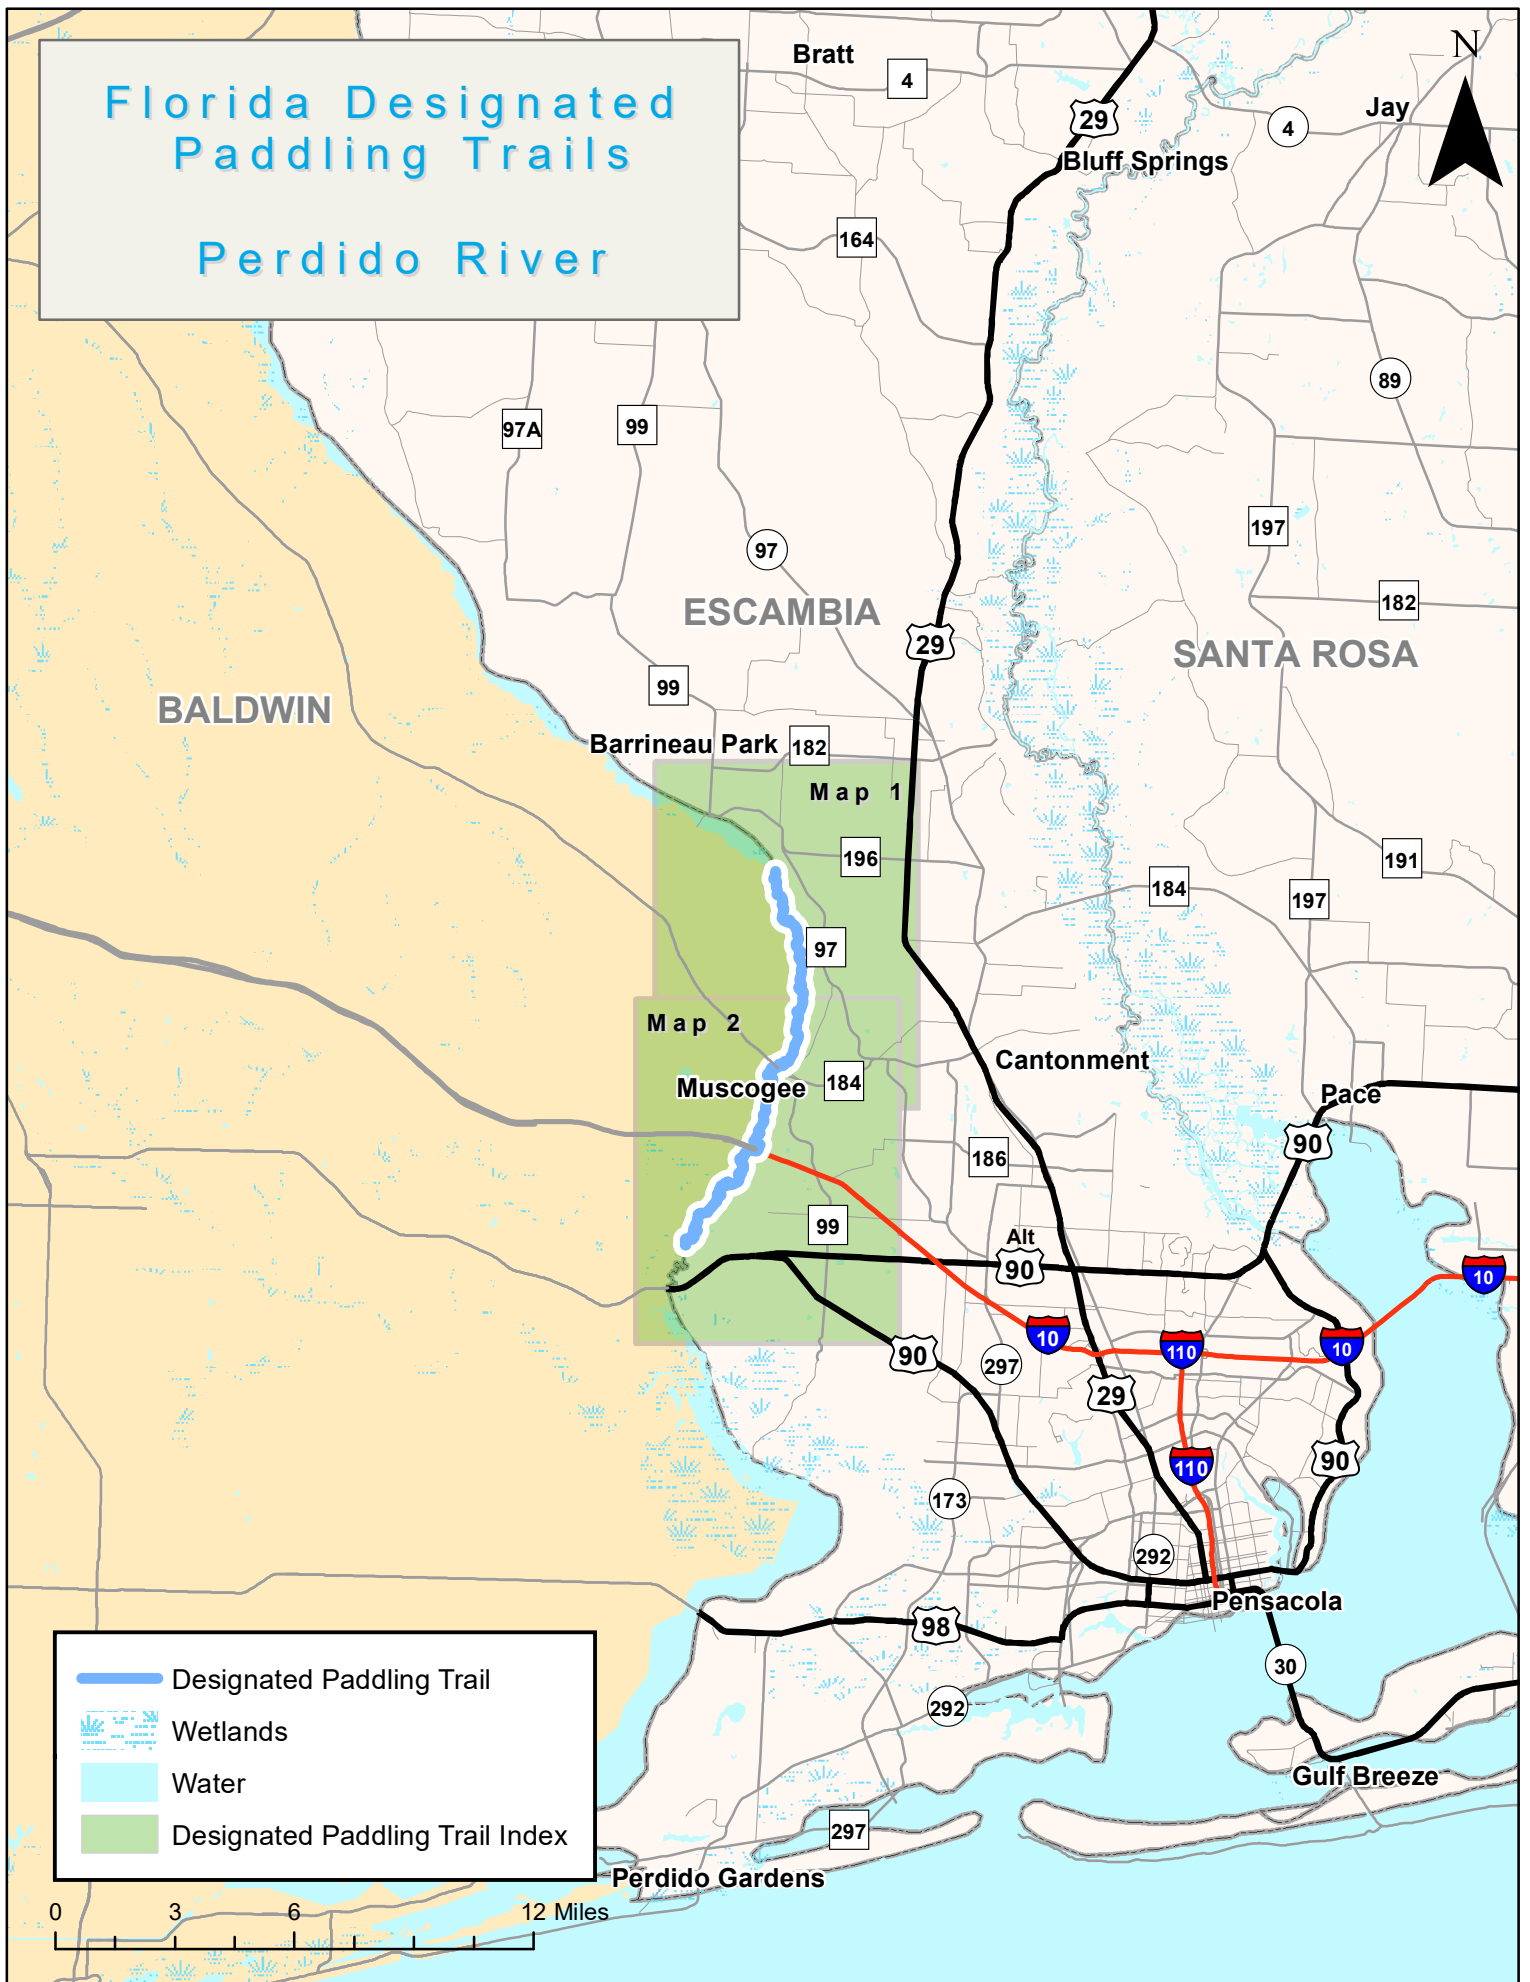 Florida Designated
Paddling Trails
Perdido River
N
Bratt
4
29
4
Jay
Bluff Springs
164
89
97A
99
97
197
182
ESCAMBIA
29
SANTA ROSA
99
BALDWIN
Barrineau Park
182
Map 1
196
191
184
197
97
Map 2
Cantonment
184
Muscogee
Pace
90
186
99
Alt
90
10
10
110
10
90
297
29
90
110
173
292
Pensacola
98
30
292
Gulf Breeze
297
Perdido Gardens
Designated Paddling Trail
Wetlands
Water
Designated Paddling Trail Index
0 3 6 12 Miles